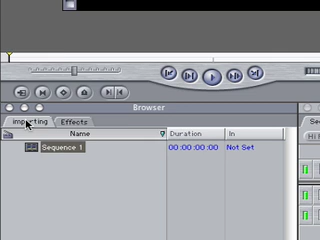 Browser
importing Effects
Name Duration In
Sequence 1 00:00:00:00 Not Set